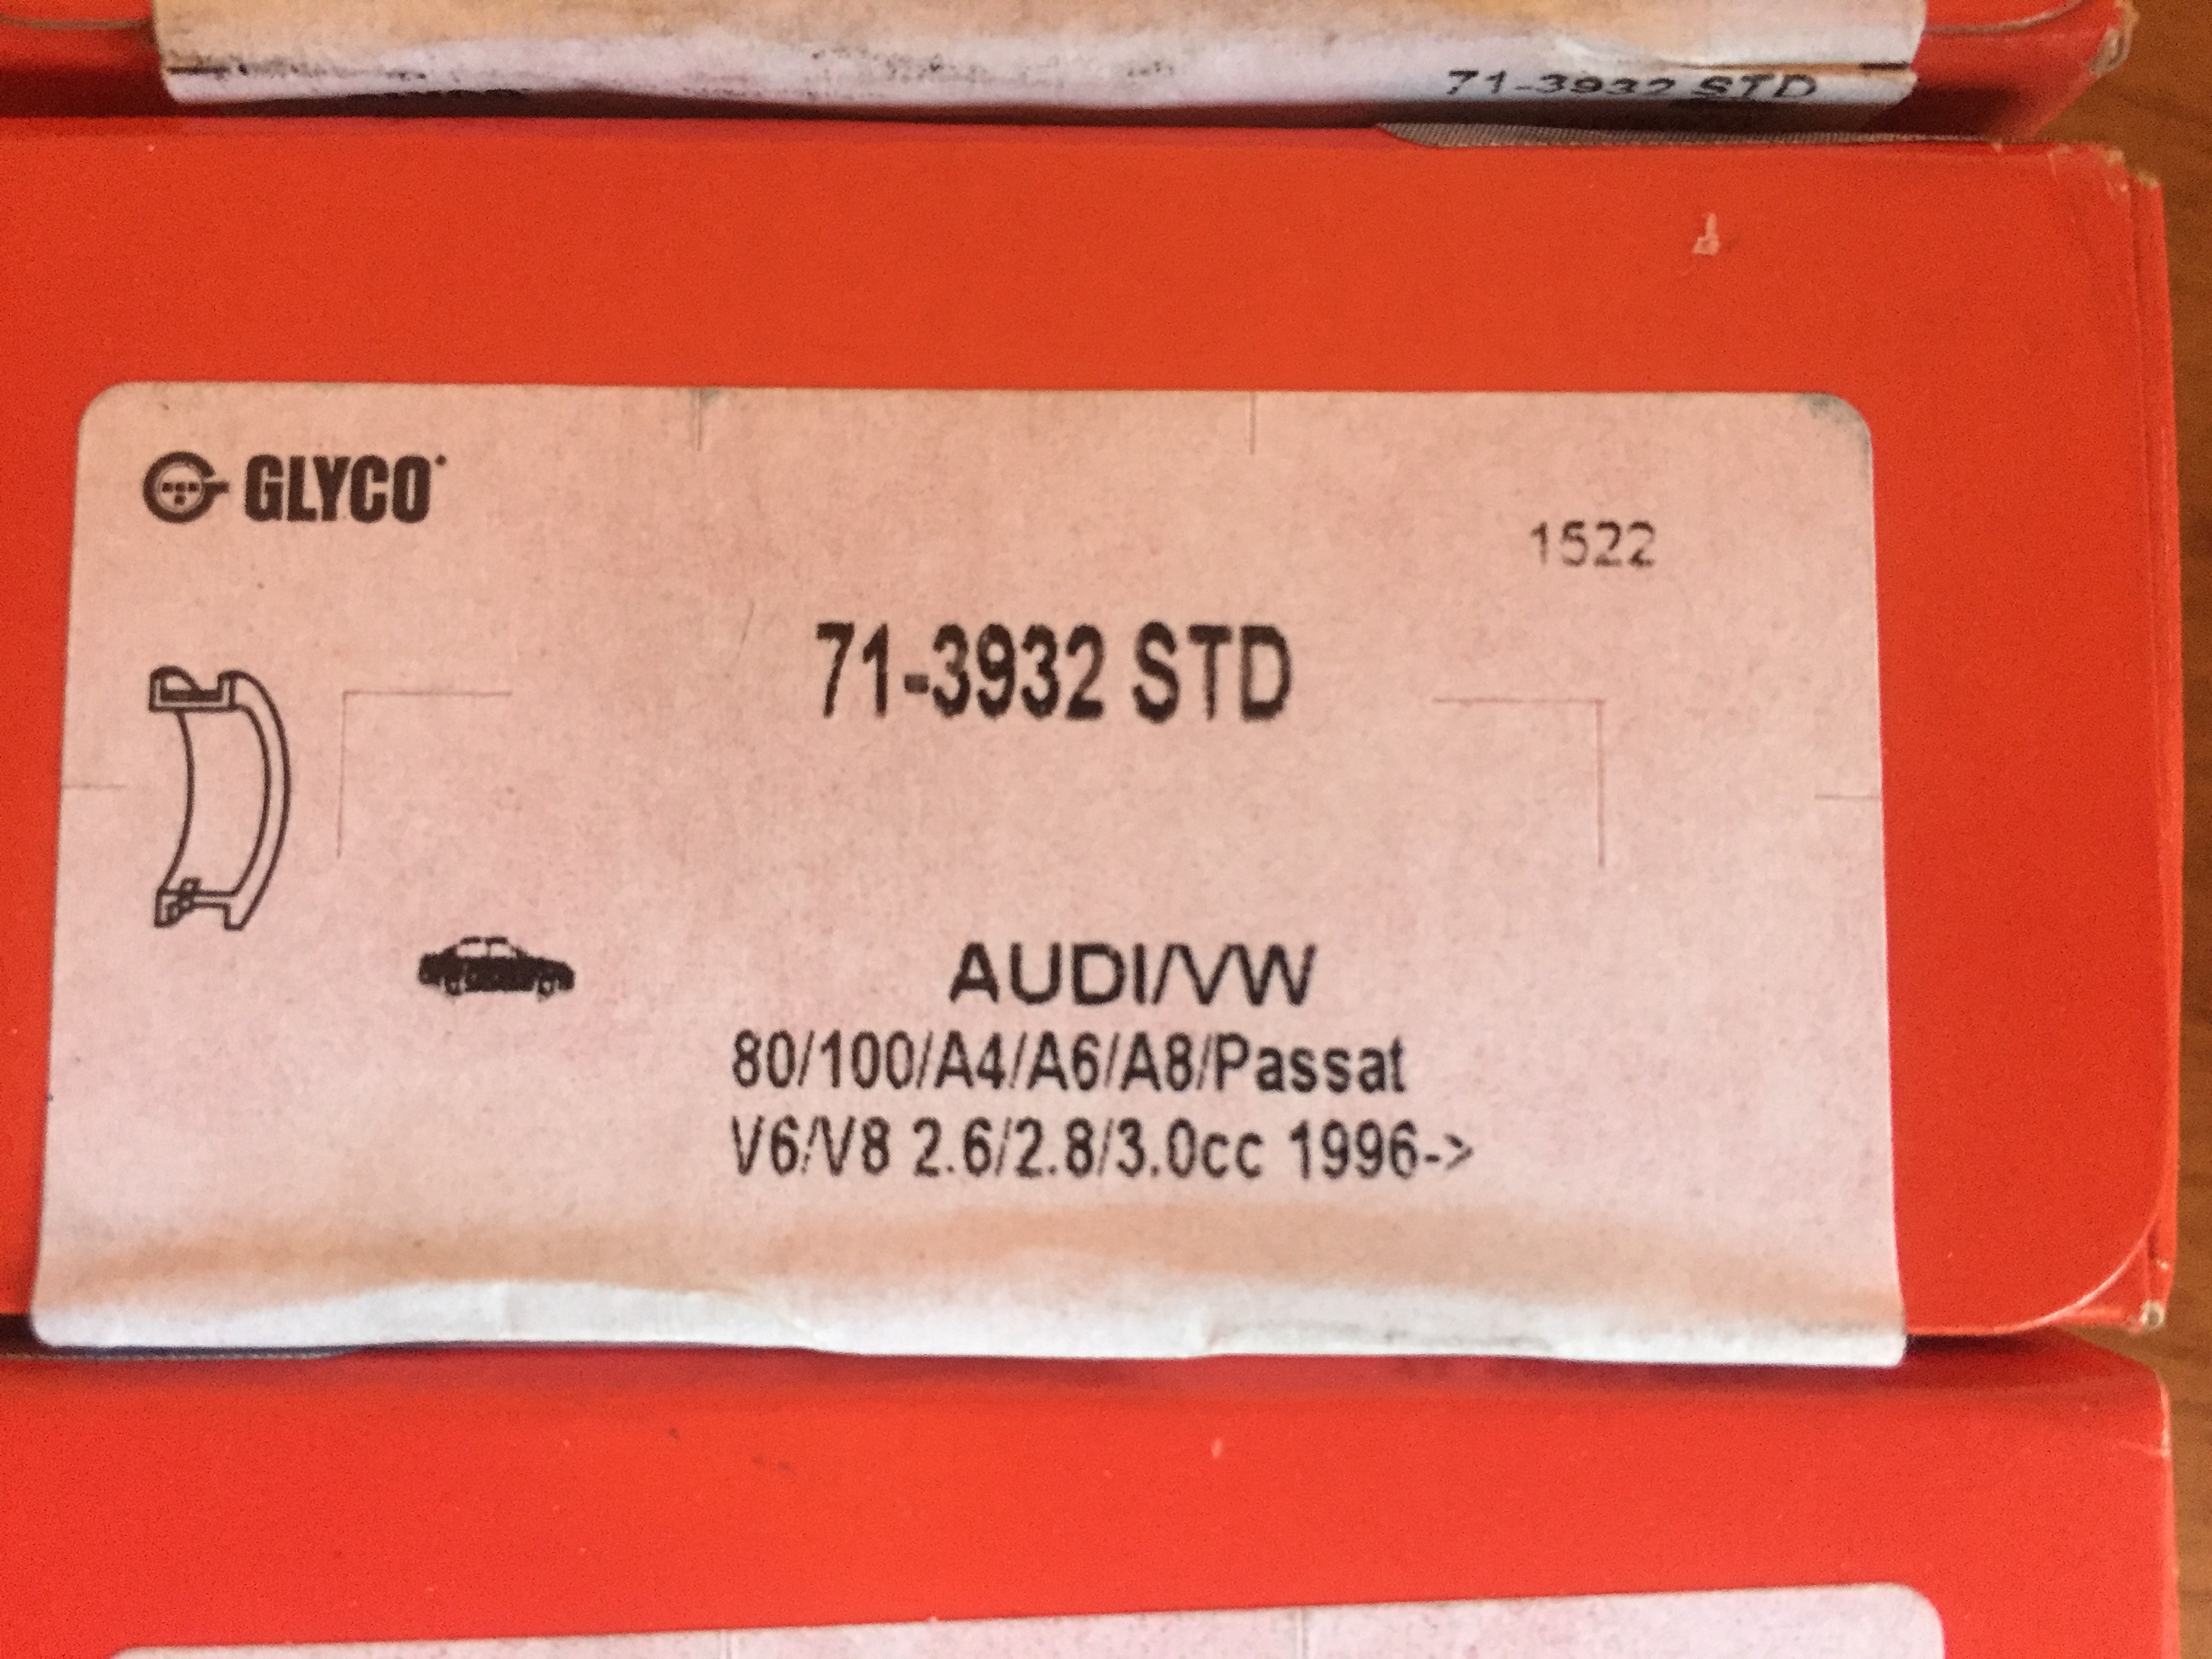 71-3932 STD
GLYCO
1522
71-3932 STD
AUDI/VW
80/100/A4/A6/A8/Passat
V6/V8 2.6/2.8/3.0cc 1996->